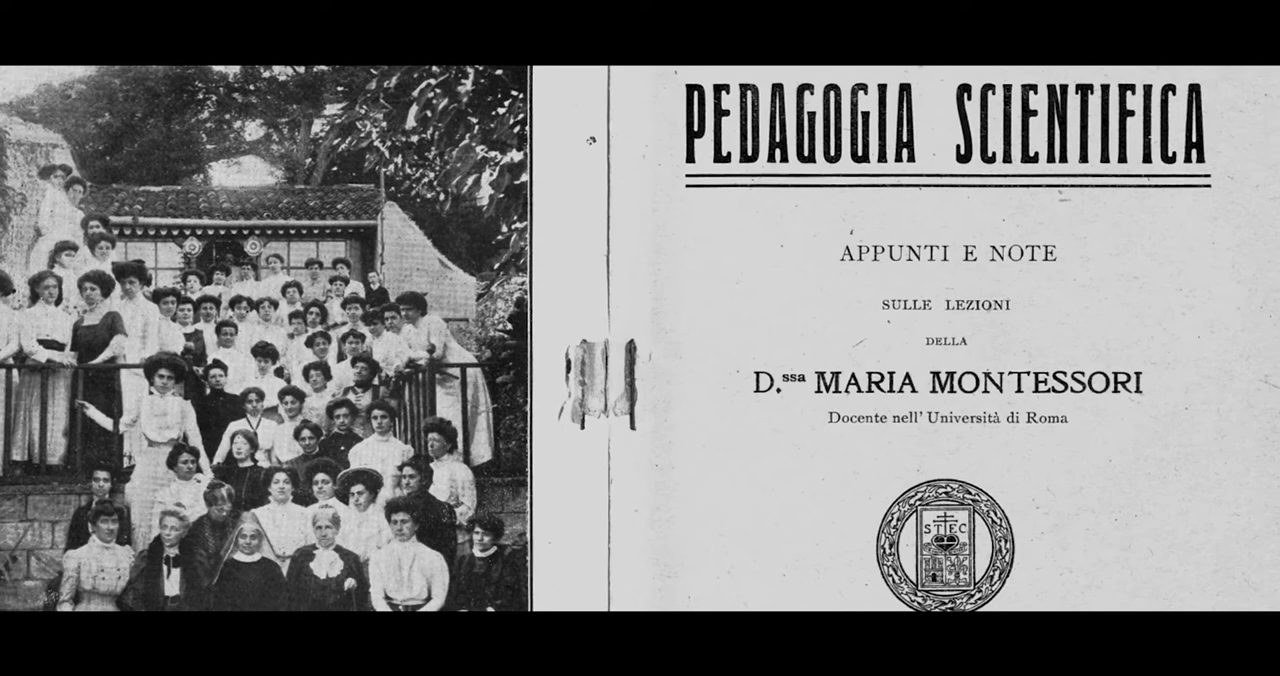 PEDAGOGIA SCIENTIFICA
APPUNTI E NOTE
SULLE LEZIONI
DELLA
D.ssa MARIA MONTESSORI
Docente nell' Università di Roma
S T E C